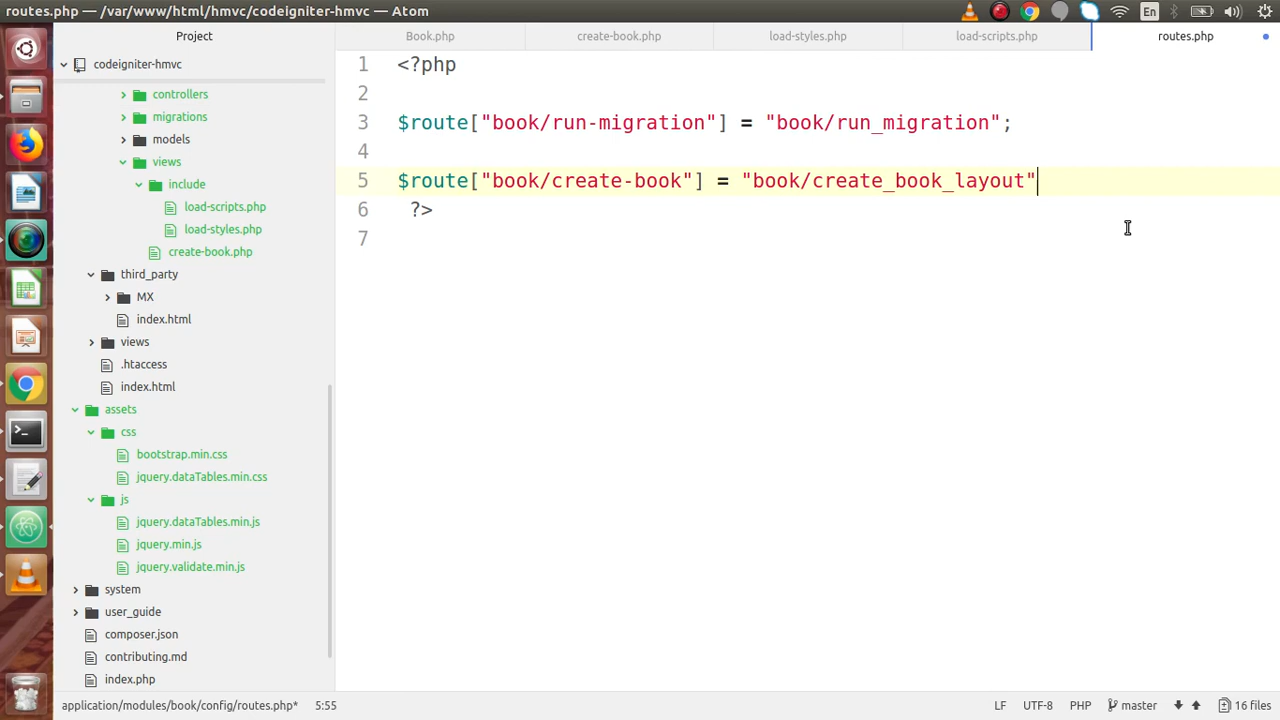 routes.php — /var/www/html/hmvc/codeigniter-hmvc — Atom
En
Project
Book.php
create-book.php
load-styles.php
load-scripts.php
routes.php
codeigniter-hmvc
controllers
migrations
models
views
include
load-scripts.php
load-styles.php
create-book.php
third_party
MX
index.html
views
.htaccess
index.html
assets
css
bootstrap.min.css
jquery.dataTables.min.css
js
jquery.dataTables.min.js
jquery.min.js
jquery.validate.min.js
system
user_guide
composer.json
contributing.md
index.php
1 <?php
2
3 $route["book/run-migration"] = "book/run_migration";
4
5 $route["book/create-book"] = "book/create_book_layout"
6 ?>
7
application/modules/book/config/routes.php* 5:55
LF UTF-8 PHP master 16 files